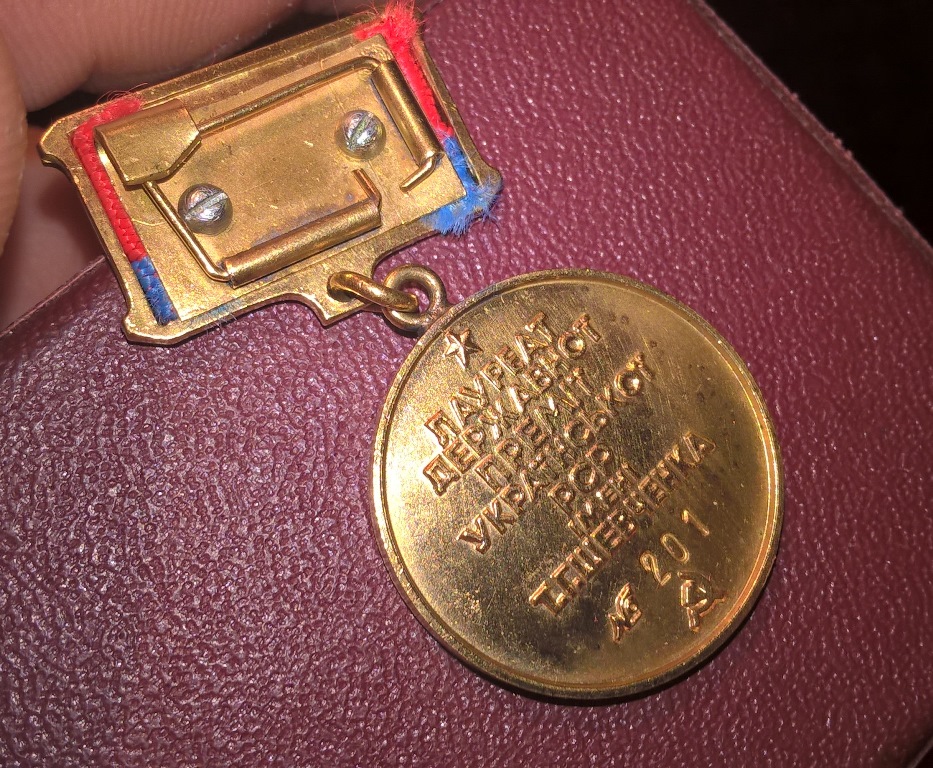 ЛАУРЕАТ
ДЕРЖАВНОЇ
ПРЕМІЇ
УКРАЇНСЬКОЇ
РСР
ІМЕНІ
Т.Г.ШЕВЧЕНКА
№ 201